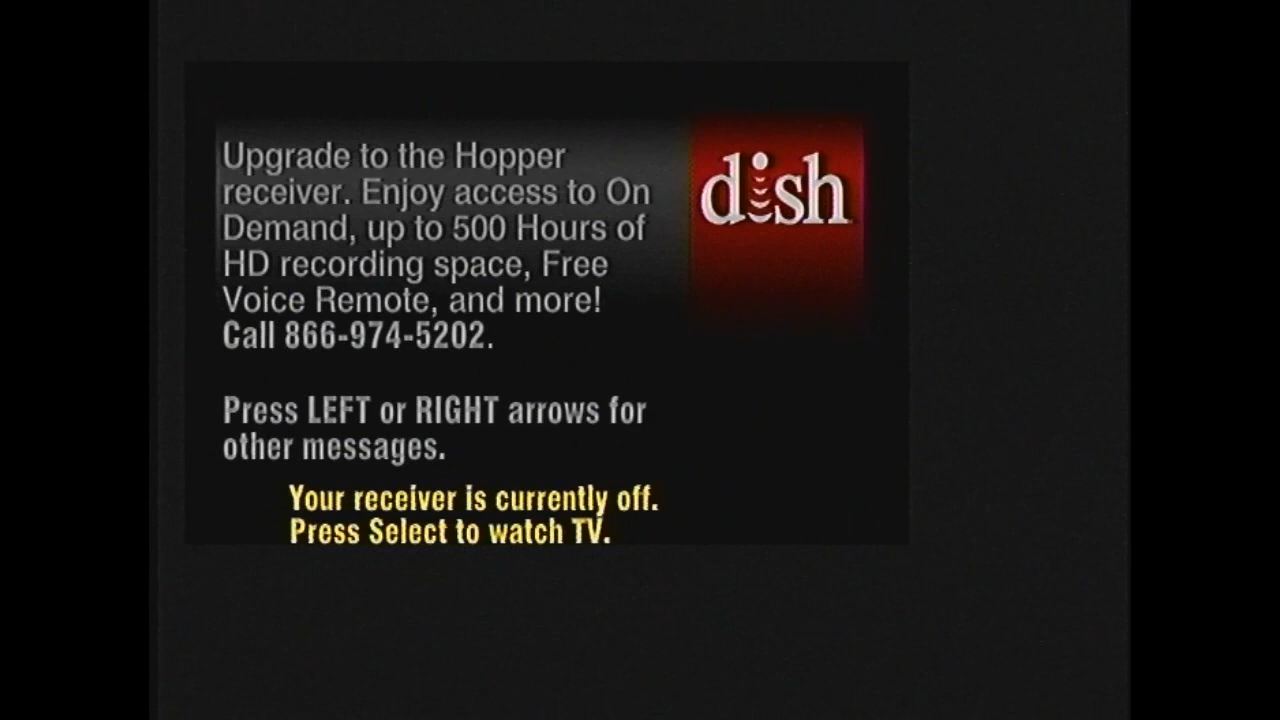 Upgrade to the Hopper
receiver. Enjoy access to On
Demand, up to 500 Hours of
HD recording space, Free
Voice Remote, and more!
Call 866-974-5202.
dish
Press LEFT or RIGHT arrows for
other messages.
Your receiver is currently off.
Press Select to watch TV.